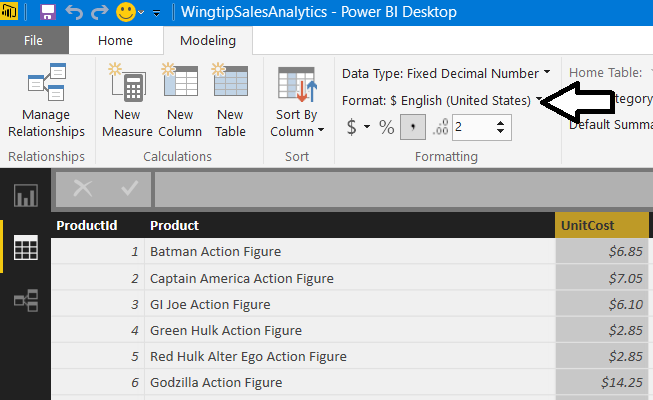 WingtipSalesAnalytics - Power BI Desktop
File Home Modeling
Manage Relationships
New Measure
New Column
New Table
Sort By Column
Data Type: Fixed Decimal Number
Format: $ English (United States)
$ % , .00 2
Home Table:
Default Summa
Relationships Calculations Sort Formatting
ProductId Product UnitCost
1 Batman Action Figure $6.85
2 Captain America Action Figure $7.05
3 GI Joe Action Figure $6.10
4 Green Hulk Action Figure $2.85
5 Red Hulk Alter Ego Action Figure $2.85
6 Godzilla Action Figure $14.25